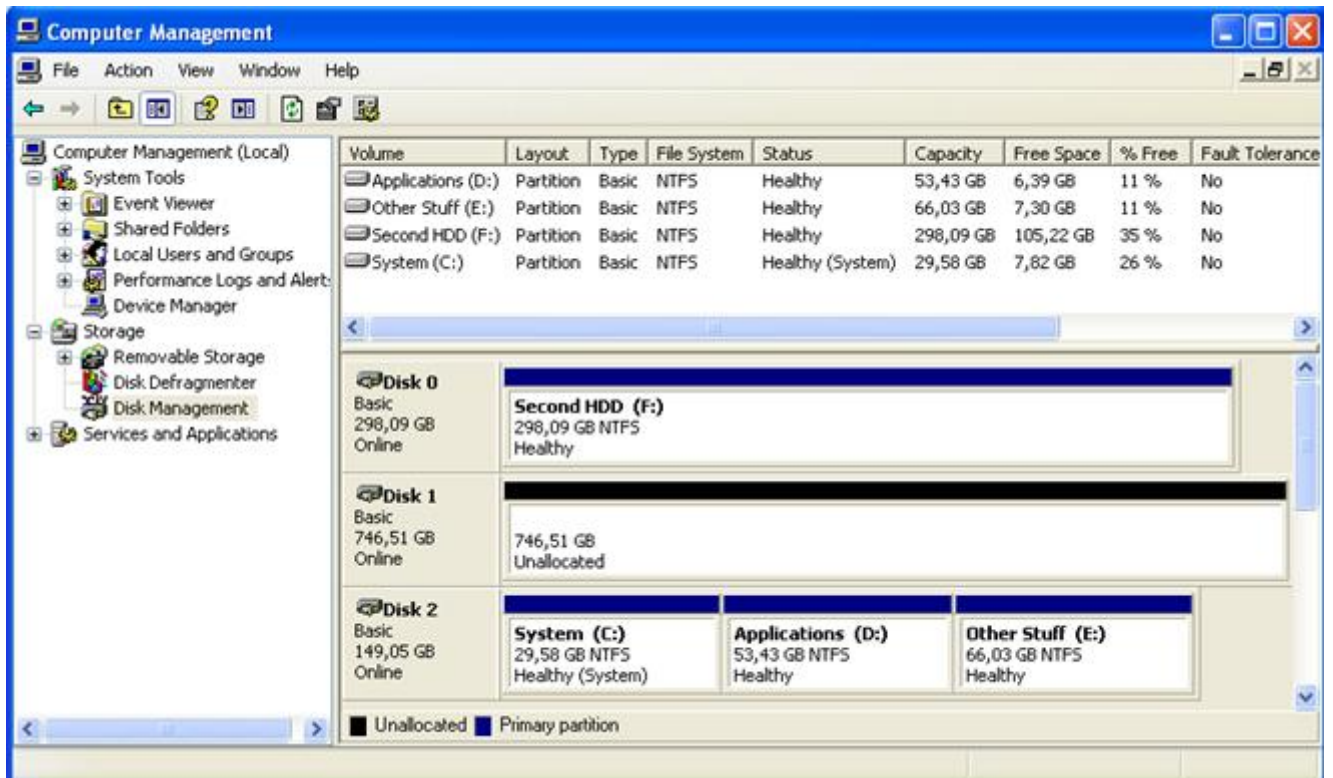 Computer Management
File Action View Window Help
Computer Management (Local)
System Tools
Event Viewer
Shared Folders
Local Users and Groups
Performance Logs and Alert
Device Manager
Storage
Removable Storage
Disk Defragmenter
Disk Management
Services and Applications
Volume Layout Type File System Status Capacity Free Space % Free Fault Tolerance
Applications (D:) Partition Basic NTFS Healthy 53,43 GB 6,39 GB 11 % No
Other Stuff (E:) Partition Basic NTFS Healthy 66,03 GB 7,30 GB 11 % No
Second HDD (F:) Partition Basic NTFS Healthy 298,09 GB 105,22 GB 35 % No
System (C:) Partition Basic NTFS Healthy (System) 29,58 GB 7,82 GB 26 % No
Disk 0
Basic
298,09 GB
Online
Second HDD (F:)
298,09 GB NTFS
Healthy
Disk 1
Basic
746,51 GB
Online
746,51 GB
Unallocated
Disk 2
Basic
149,05 GB
Online
System (C:)
29,58 GB NTFS
Healthy (System)
Applications (D:)
53,43 GB NTFS
Healthy
Other Stuff (E:)
66,03 GB NTFS
Healthy
Unallocated Primary partition